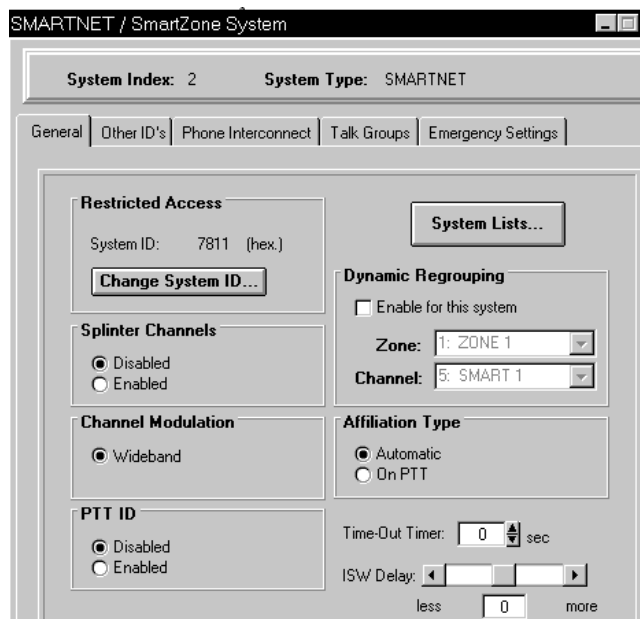 SMARTNET / SmartZone System
System Index: 2 System Type: SMARTNET
General Other ID's Phone Interconnect Talk Groups Emergency Settings
Restricted Access
System ID: 7811 (hex.)
Change System ID...
System Lists...
Splinter Channels
Disabled
Enabled
Dynamic Regrouping
Enable for this system
Zone: 1: ZONE 1
Channel: 5: SMART 1
Channel Modulation
Wideband
Affiliation Type
Automatic
On PTT
PTT ID
Disabled
Enabled
Time-Out Timer: 0 sec
ISW Delay:
less 0 more